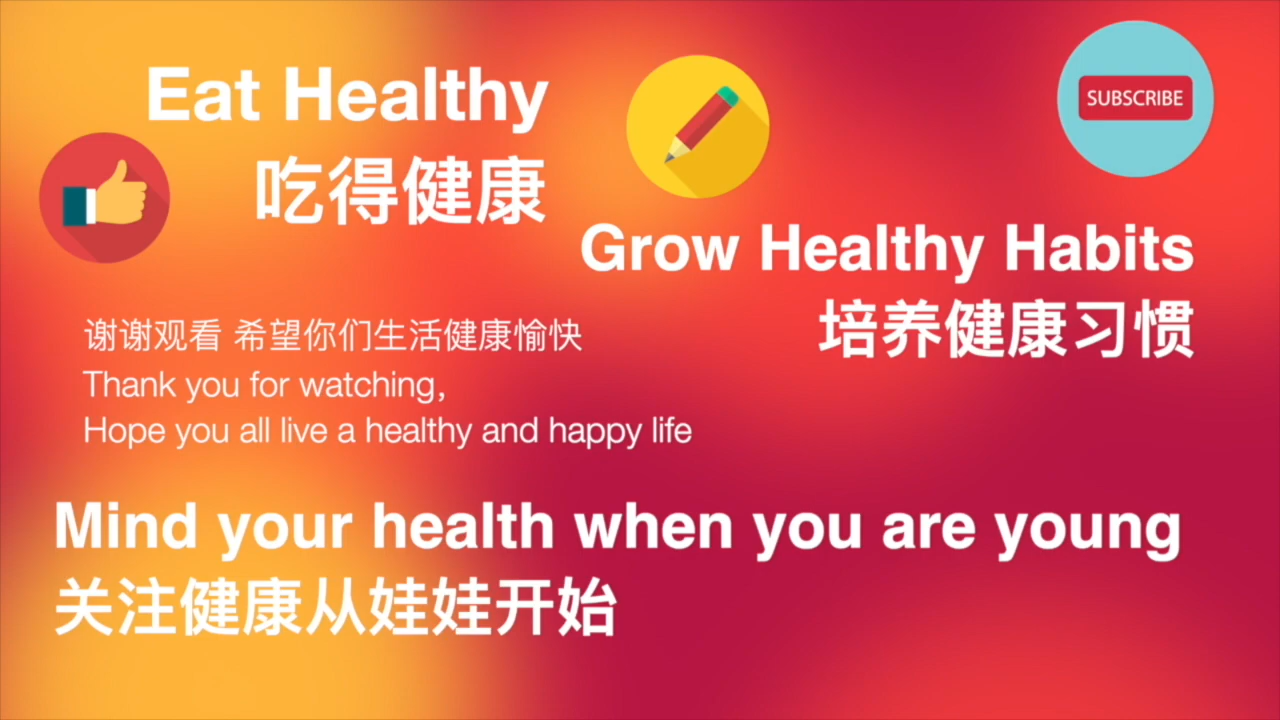 SUBSCRIBE
Eat Healthy
吃得健康
Grow Healthy Habits
培养健康习惯
谢谢观看 希望你们生活健康愉快
Thank you for watching,
Hope you all live a healthy and happy life
Mind your health when you are young
关注健康从娃娃开始